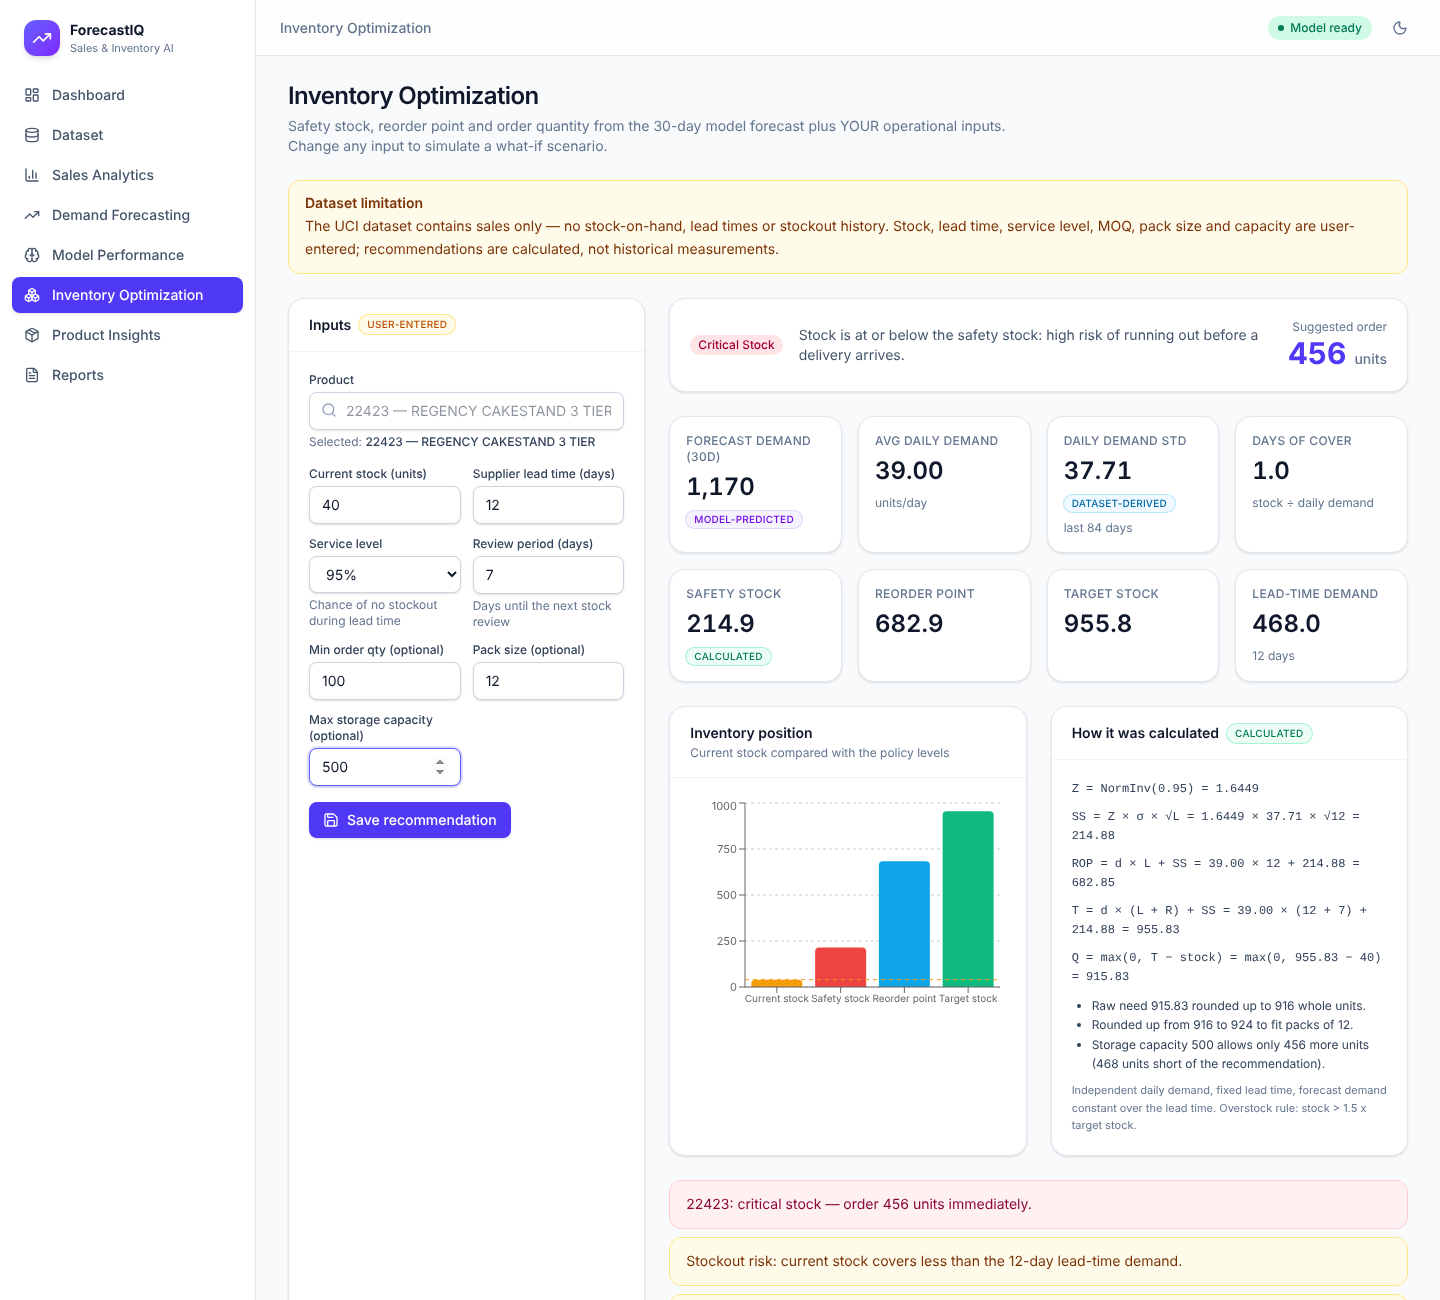 ForecastIQ
Sales & Inventory AI
Dashboard
Dataset
Sales Analytics
Demand Forecasting
Model Performance
Inventory Optimization
Product Insights
Reports
Inventory Optimization
Model ready
Inventory Optimization
Safety stock, reorder point and order quantity from the 30-day model forecast plus YOUR operational inputs.
Change any input to simulate a what-if scenario.
Dataset limitation
The UCI dataset contains sales only — no stock-on-hand, lead times or stockout history. Stock, lead time, service level, MOQ, pack size and capacity are user-
entered; recommendations are calculated, not historical measurements.
Inputs USER-ENTERED
Product
22423 — REGENCY CAKESTAND 3 TIER
Selected: 22423 — REGENCY CAKESTAND 3 TIER
Current stock (units)
40
Supplier lead time (days)
12
Service level
95%
Chance of no stockout
during lead time
Review period (days)
7
Days until the next stock
review
Min order qty (optional)
100
Pack size (optional)
12
Max storage capacity
(optional)
500
Save recommendation
Critical Stock
Stock is at or below the safety stock: high risk of running out before a
delivery arrives.
Suggested order
456 units
FORECAST DEMAND
(30D)
1,170
MODEL-PREDICTED
AVG DAILY DEMAND
39.00
units/day
DAILY DEMAND STD
37.71
DATASET-DERIVED
last 84 days
DAYS OF COVER
1.0
stock ÷ daily demand
SAFETY STOCK
214.9
CALCULATED
REORDER POINT
682.9
TARGET STOCK
955.8
LEAD-TIME DEMAND
468.0
12 days
Inventory position
Current stock compared with the policy levels
1000
750
500
250
0
Current stock Safety stock Reorder point Target stock
How it was calculated CALCULATED
Z = NormInv(0.95) = 1.6449
SS = Z × σ × √L = 1.6449 × 37.71 × √12 =
214.88
ROP = d × L + SS = 39.00 × 12 + 214.88 =
682.85
T = d × (L + R) + SS = 39.00 × (12 + 7) +
214.88 = 955.83
Q = max(0, T − stock) = max(0, 955.83 − 40)
= 915.83
• Raw need 915.83 rounded up to 916 whole units.
• Rounded up from 916 to 924 to fit packs of 12.
• Storage capacity 500 allows only 456 more units
(468 units short of the recommendation).
Independent daily demand, fixed lead time, forecast demand
constant over the lead time. Overstock rule: stock > 1.5 x
target stock.
22423: critical stock — order 456 units immediately.
Stockout risk: current stock covers less than the 12-day lead-time demand.